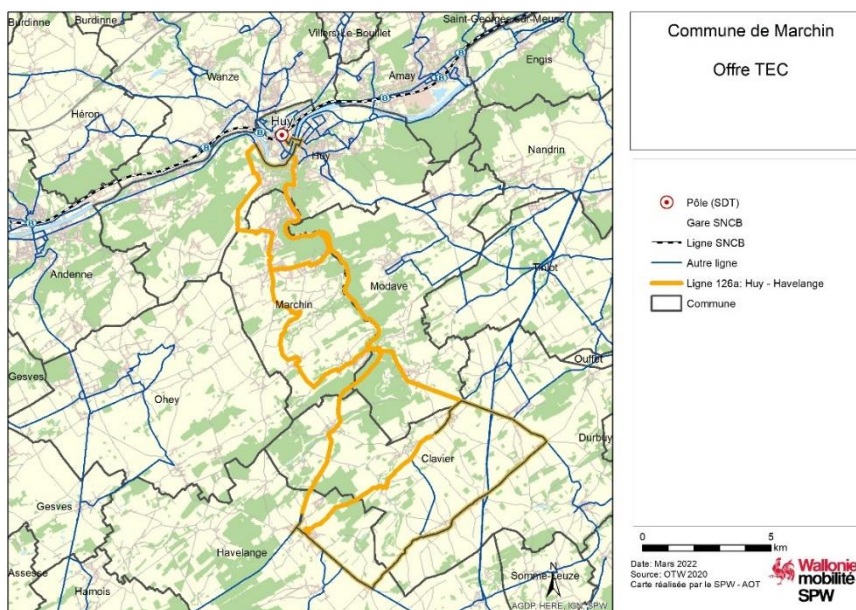 Burdinne
Burdinne
Villers-Le-Bouillet
Saint-Georges-sur-Meuse
Engis
Wanze
Amay
Héron
Huy
Huy
Nandrin
Andenne
Modave
Tinlot
Marchin
Gesves
Ohey
Ouffet
Clavier
Durbuy
Gesves
Havelange
Assesse
Hamois
Somme-Leuze
N
B
B
B
B
B
B
Commune de Marchin
Offre TEC
Pôle (SDT)
Gare SNCB
Ligne SNCB
Autre ligne
Ligne 126a: Huy - Havelange
Commune
0 5
km
Date: Mars 2022
Source: OTW 2020
Carte réalisée par le SPW - AOT
Wallonie
mobilité
SPW